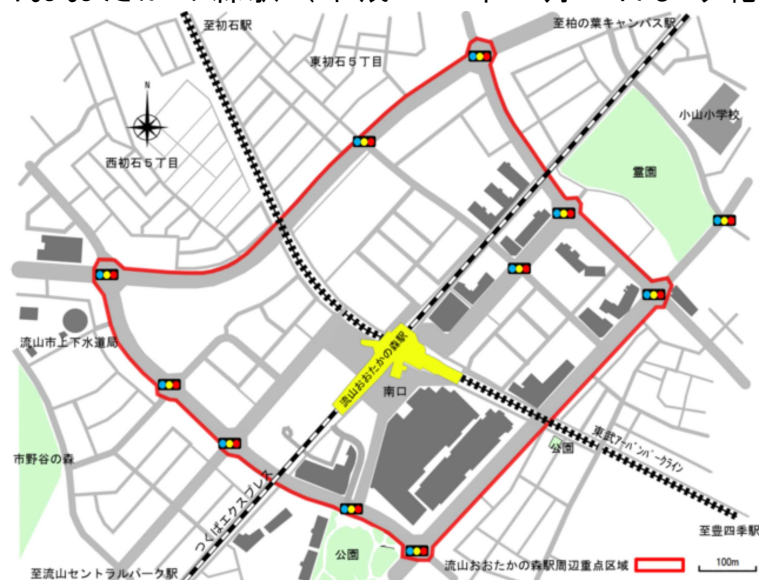 至初石駅
至柏の葉キャンパス駅
東初石5丁目
N
小山小学校
西初石5丁目
霊園
流山市上下水道局
流山おおたかの森駅
南口
東武アーバンパークライン
公園
市野谷の森
つくばエクスプレス
至豊四季駅
公園
至流山セントラルパーク駅
流山おおたかの森駅周辺重点区域
100m